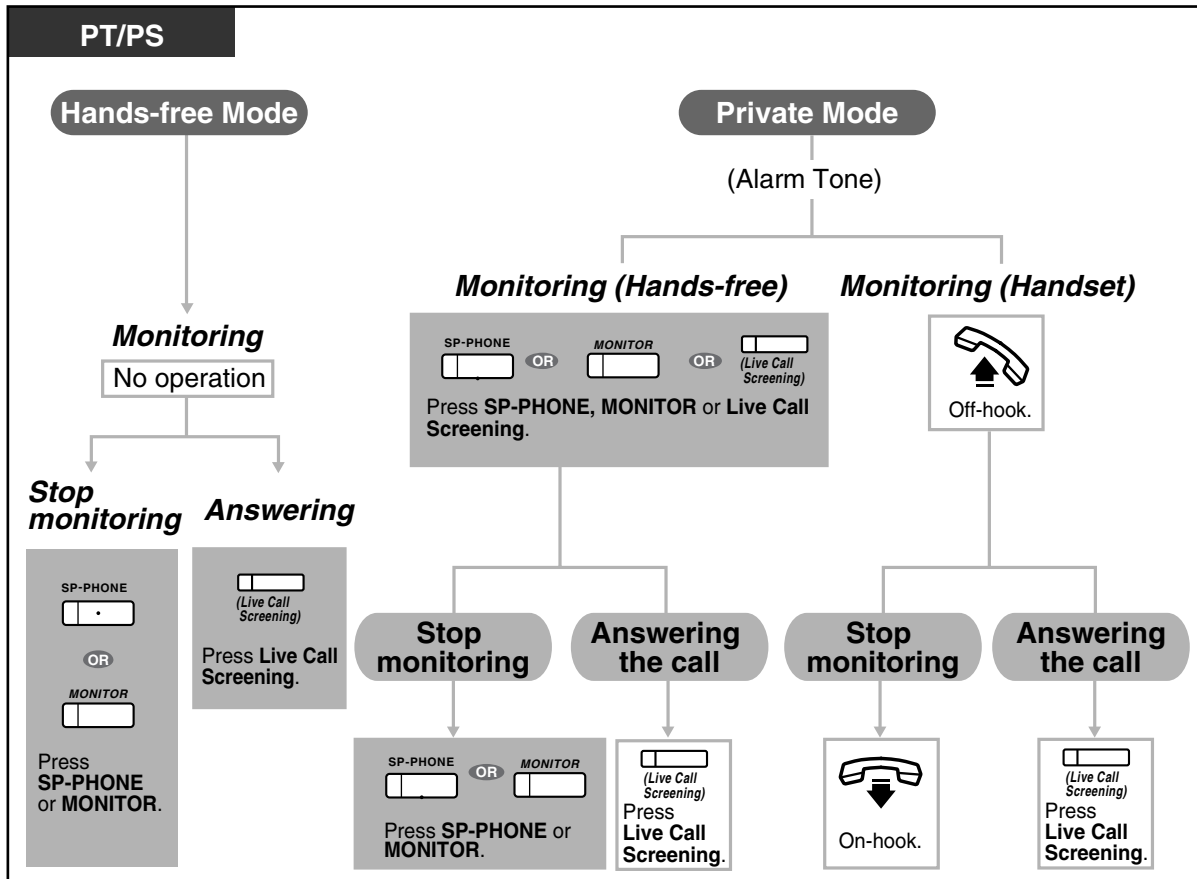 PT/PS
Hands-free Mode
Private Mode
(Alarm Tone)
Monitoring
No operation
Monitoring (Hands-free)
SP-PHONE
OR
MONITOR
OR
(Live Call
Screening)
Press SP-PHONE, MONITOR or Live Call
Screening.
Monitoring (Handset)
Off-hook.
Stop
monitoring
SP-PHONE
OR
MONITOR
Press
SP-PHONE
or MONITOR.
Answering
(Live Call
Screening)
Press Live Call
Screening.
Stop
monitoring
SP-PHONE
OR
MONITOR
Press SP-PHONE or
MONITOR.
Answering
the call
(Live Call
Screening)
Press
Live Call
Screening.
Stop
monitoring
On-hook.
Answering
the call
(Live Call
Screening)
Press
Live Call
Screening.